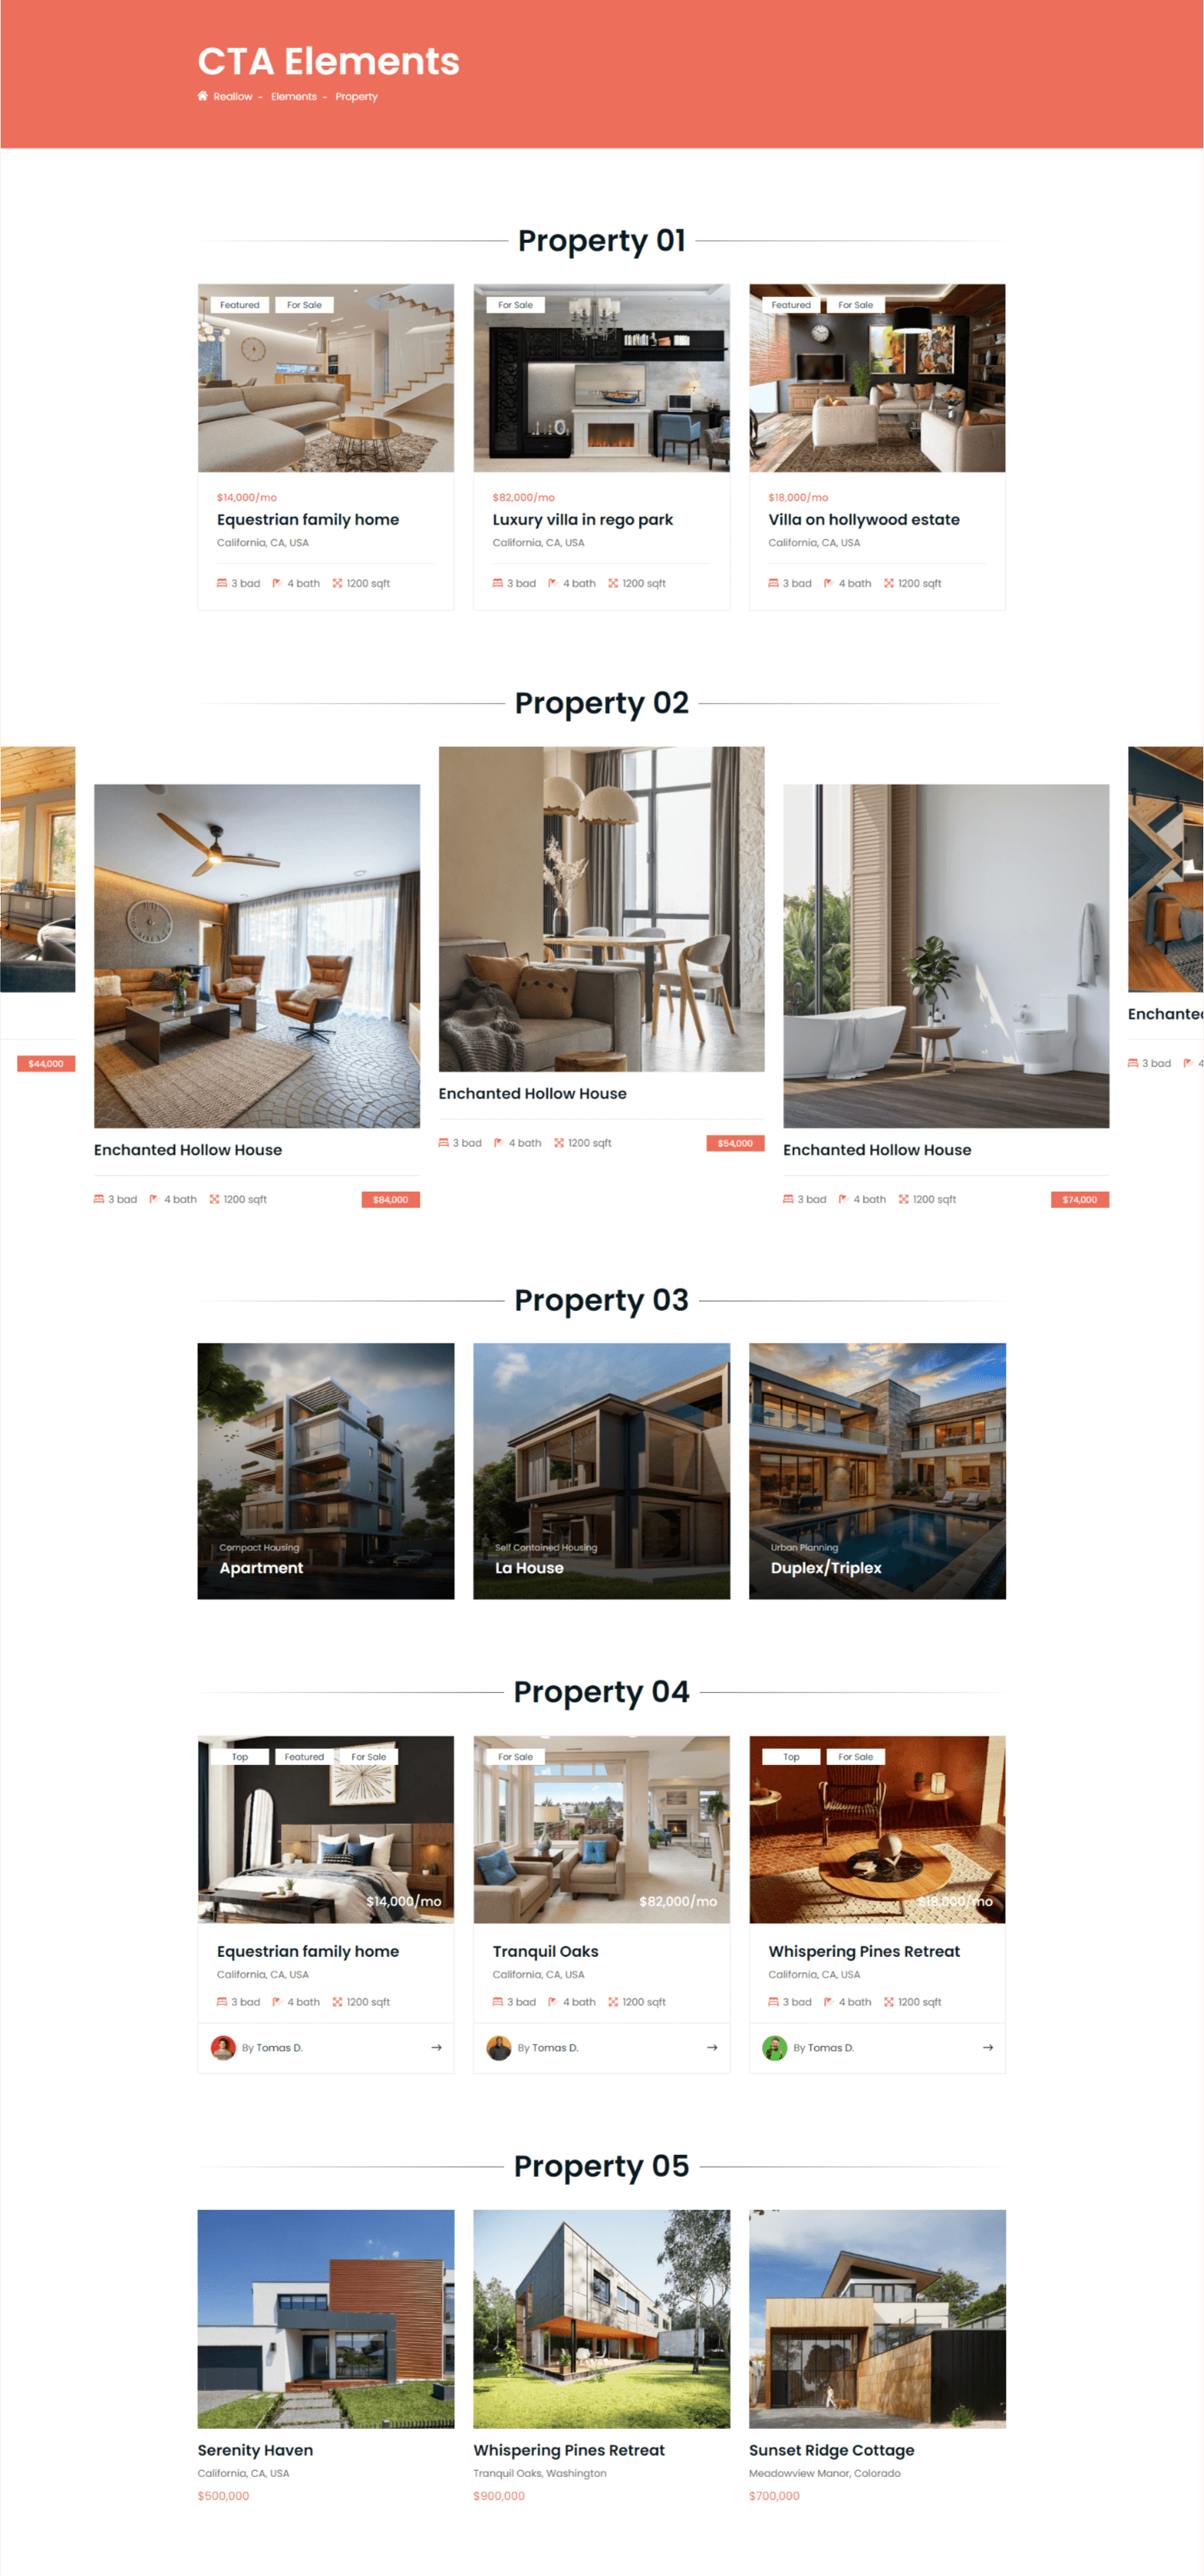 CTA Elements
Reallow - Elements - Property
Property 01
Featured For Sale
$14,000/mo
Equestrian family home
California, CA, USA
3 bad 4 bath 1200 sqft
For Sale
$82,000/mo
Luxury villa in rego park
California, CA, USA
3 bad 4 bath 1200 sqft
Featured For Sale
$18,000/mo
Villa on hollywood estate
California, CA, USA
3 bad 4 bath 1200 sqft
Property 02
$44,000
Enchanted Hollow House
3 bad 4 bath 1200 sqft $84,000
Enchanted Hollow House
3 bad 4 bath 1200 sqft $54,000
Enchanted Hollow House
3 bad 4 bath 1200 sqft $74,000
Enchanted
3 bad 4
Property 03
Compact Housing
Apartment
Self Contained Housing
La House
Urban Planning
Duplex/Triplex
Property 04
Top Featured For Sale
$14,000/mo
Equestrian family home
California, CA, USA
3 bad 4 bath 1200 sqft
By Tomas D.
For Sale
$82,000/mo
Tranquil Oaks
California, CA, USA
3 bad 4 bath 1200 sqft
By Tomas D.
Top For Sale
$18,000/mo
Whispering Pines Retreat
California, CA, USA
3 bad 4 bath 1200 sqft
By Tomas D.
Property 05
Serenity Haven
California, CA, USA
$500,000
Whispering Pines Retreat
Tranquil Oaks, Washington
$900,000
Sunset Ridge Cottage
Meadowview Manor, Colorado
$700,000